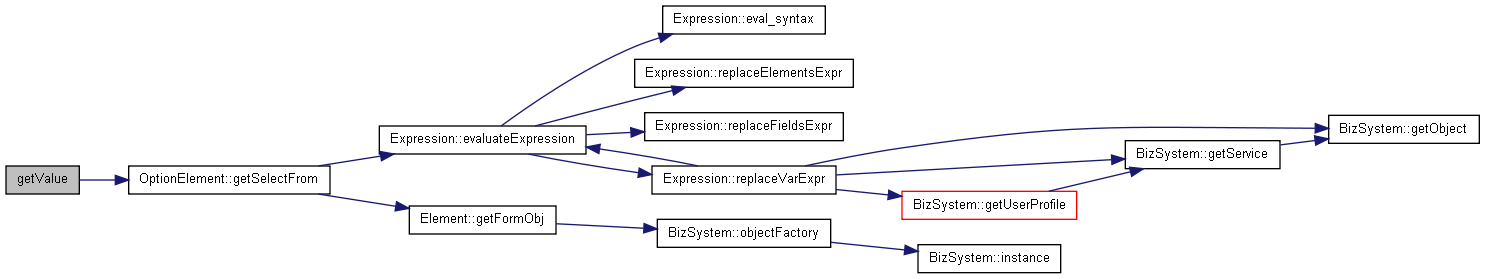 Expression::eval_syntax
Expression::replaceElementsExpr
Expression::replaceFieldsExpr
BizSystem::getObject
Expression::evaluateExpression
BizSystem::getService
getValue
OptionElement::getSelectFrom
Expression::replaceVarExpr
BizSystem::getUserProfile
Element::getFormObj
BizSystem::objectFactory
BizSystem::instance